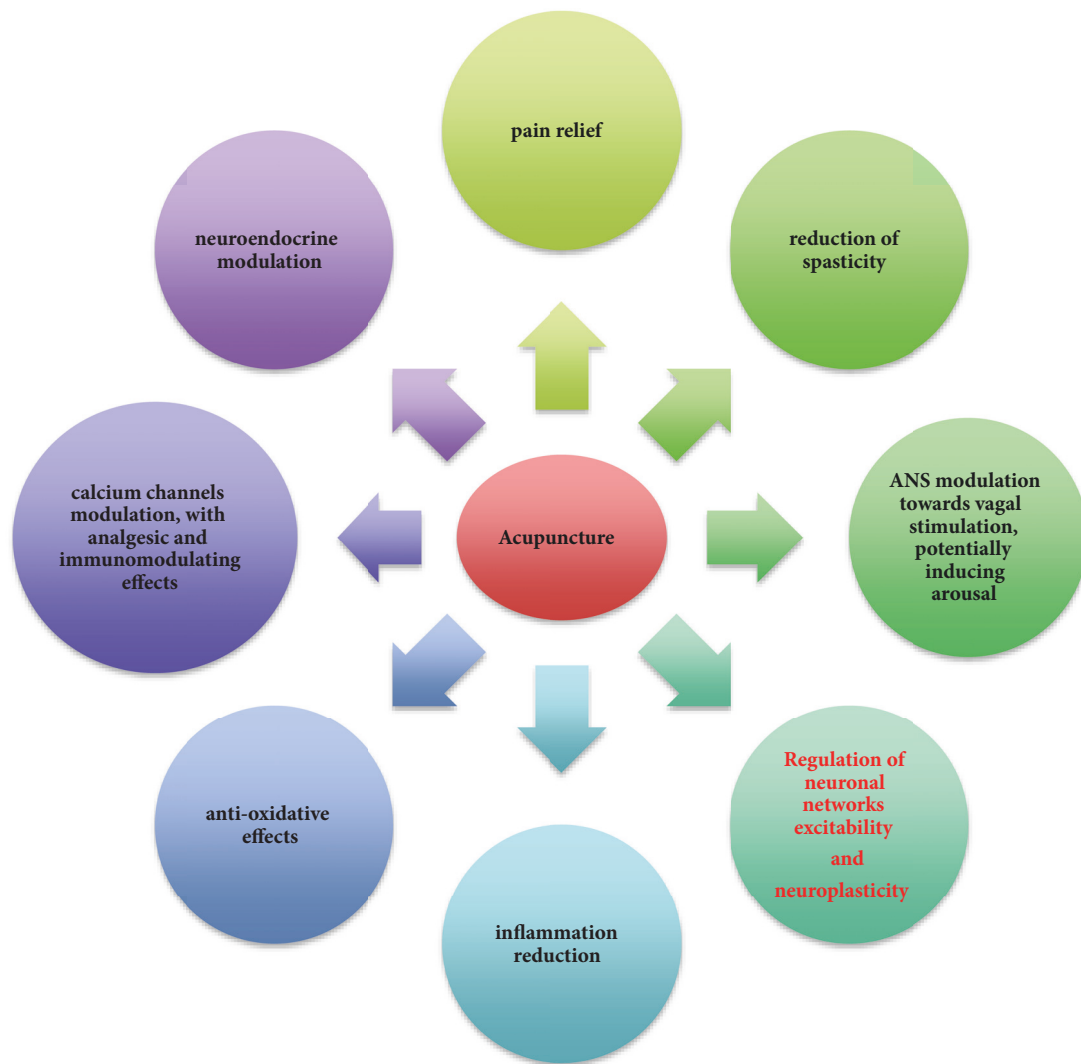 pain relief
neuroendocrine
modulation
reduction of
spasticity
calcium channels
modulation, with
analgesic and
immunomodulating
effects
Acupuncture
ANS modulation
towards vagal
stimulation,
potentially
inducing
arousal
anti-oxidative
effects
Regulation of
neuronal
networks
excitability
and
neuroplasticity
inflammation
reduction